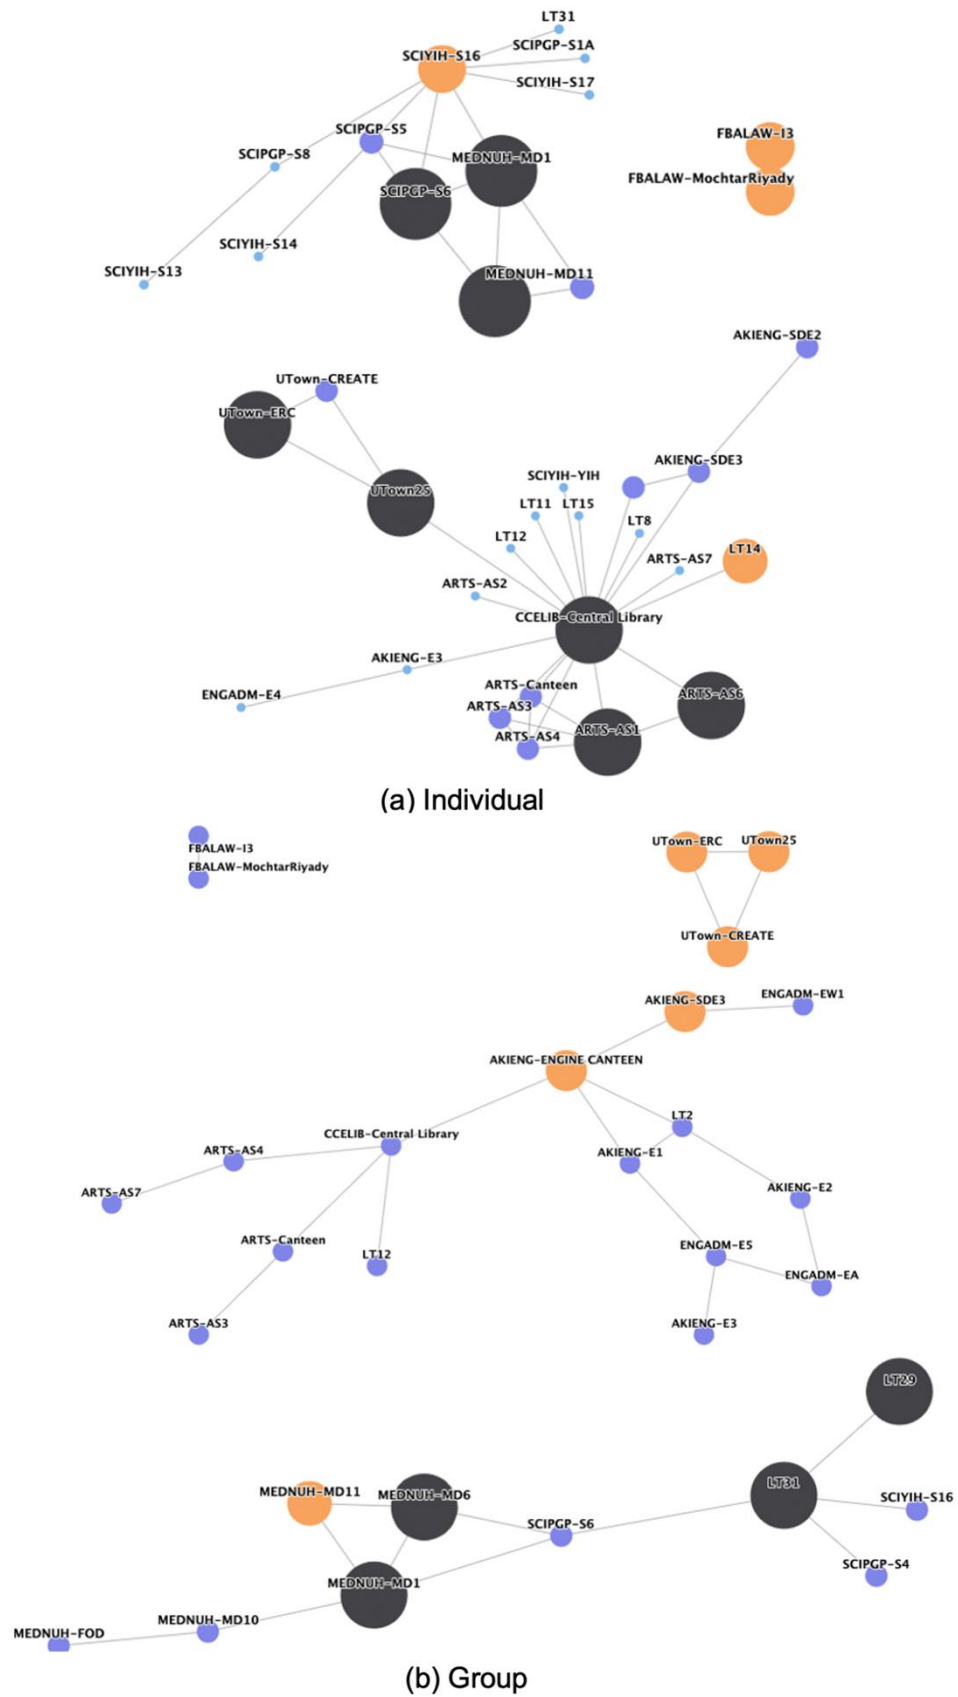 LT31
SCIYIH-S16
SCIPGP-S1A
SCIYIH-S17
SCIPGP-S5
FBALAW-I3
SCIPGP-S8
MEDNUH-MD1
FBALAW-MochtarRiyady
SCIPGP-S6
SCIYIH-S14
SCIYIH-S13
MEDNUH-MD11
AKIENG-SDE2
UTown-CREATE
UTown-ERC
AKIENG-SDE3
SCIYIH-YIH
UTown25
LT11
LT15
LT8
LT12
LT14
ARTS-AS7
ARTS-AS2
CCELIB-Central Library
AKIENG-E3
ARTS-Canteen
ENGADM-E4
ARTS-AS6
ARTS-AS3
ARTS-AS1
ARTS-AS4
(a) Individual
FBALAW-I3
UTown-ERC
UTown25
FBALAW-MochtarRiyady
UTown-CREATE
AKIENG-SDE3
ENGADM-EW1
AKIENG-ENGINE CANTEEN
LT2
CCELIB-Central Library
ARTS-AS4
AKIENG-E1
ARTS-AS7
AKIENG-E2
ARTS-Canteen
ENGADM-E5
LT12
ENGADM-EA
ARTS-AS3
AKIENG-E3
LT29
LT31
MEDNUH-MD11
MEDNUH-MD6
SCIYIH-S16
SCIPGP-S6
SCIPGP-S4
MEDNUH-MD1
MEDNUH-MD10
MEDNUH-FOD
(b) Group